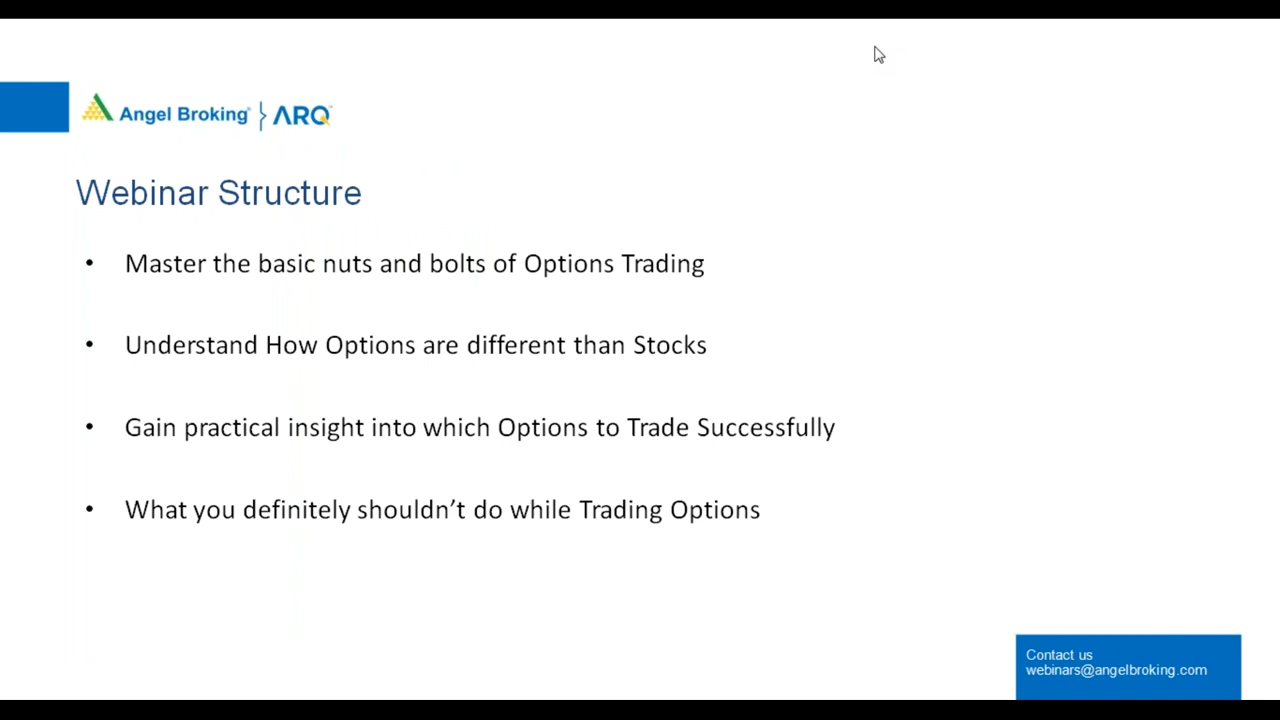 Angel Broking ARQ
Webinar Structure
• Master the basic nuts and bolts of Options Trading
• Understand How Options are different than Stocks
• Gain practical insight into which Options to Trade Successfully
• What you definitely shouldn’t do while Trading Options
Contact us
webinars@angelbroking.com